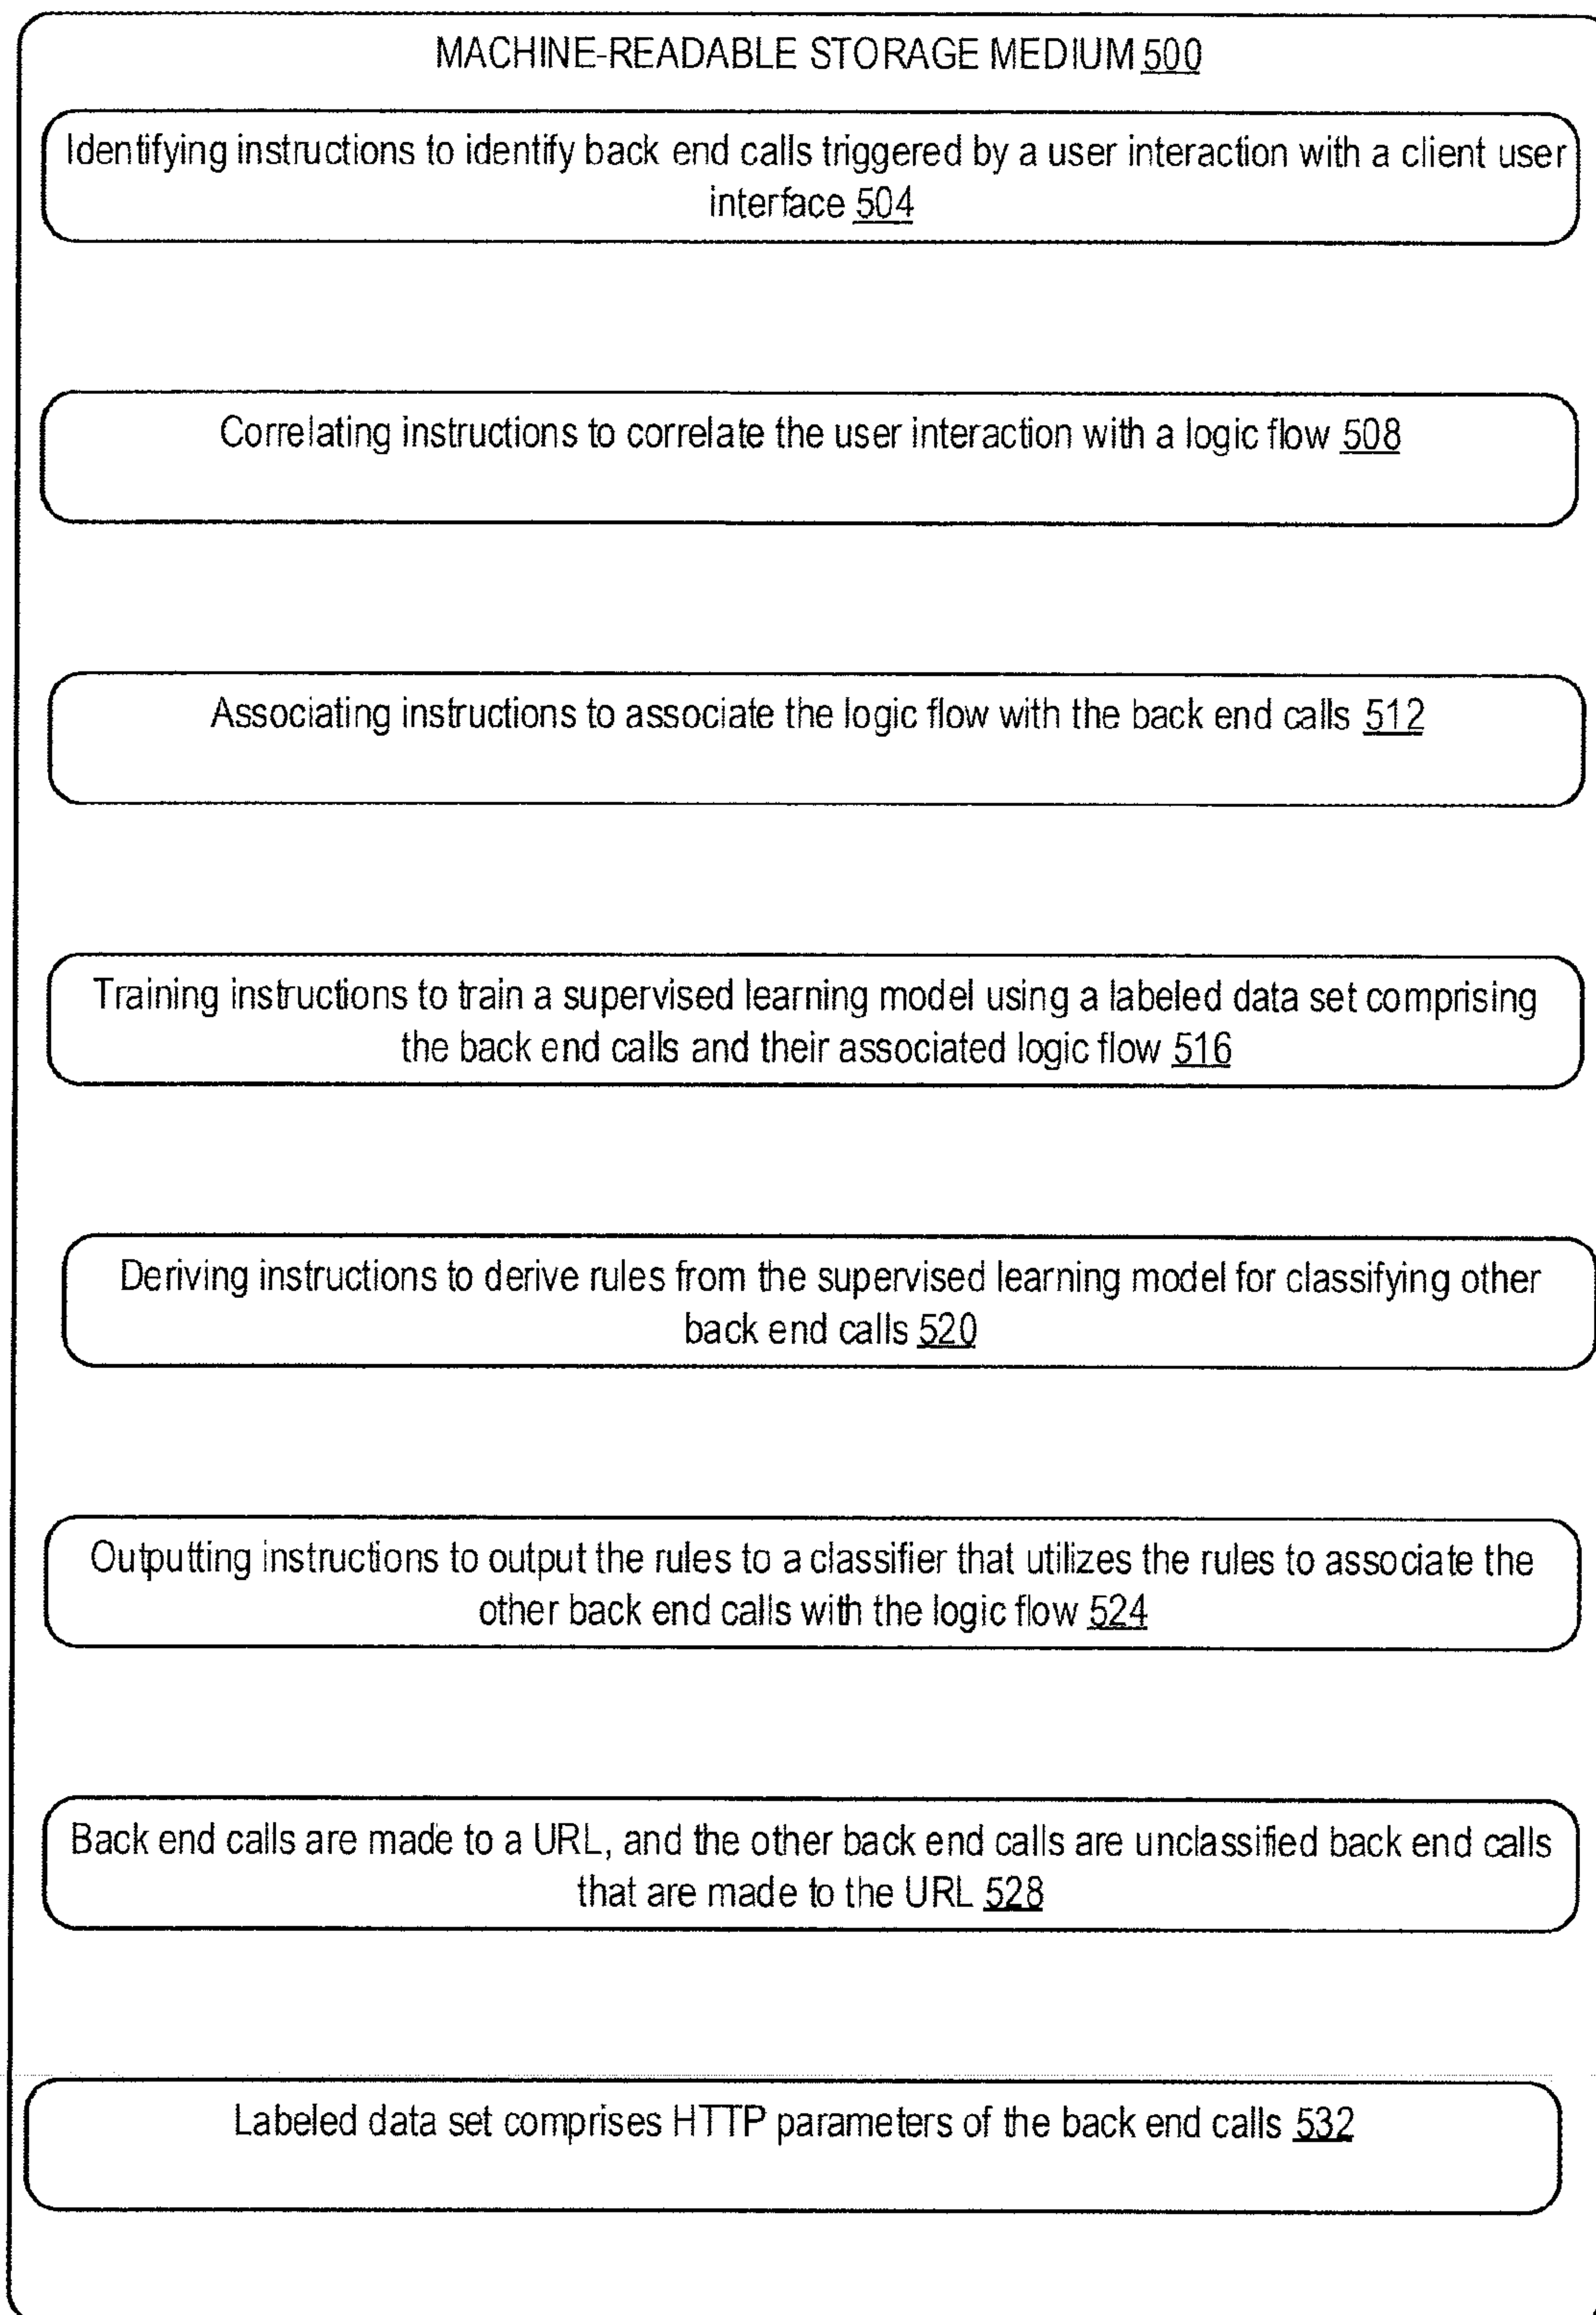 MACHINE-READABLE STORAGE MEDIUM 500
Identifying instructions to identify back end calls triggered by a user interaction with a client user
interface 504
Correlating instructions to correlate the user interaction with a logic flow 508
Associating instructions to associate the logic flow with the back end calls 512
Training instructions to train a supervised learning model using a labeled data set comprising
the back end calls and their associated logic flow 516
Deriving instructions to derive rules from the supervised learning model for classifying other
back end calls 520
Outputting instructions to output the rules to a classifier that utilizes the rules to associate the
other back end calls with the logic flow 524
Back end calls are made to a URL, and the other back end calls are unclassified back end calls
that are made to the URL 528
Labeled data set comprises HTTP parameters of the back end calls 532